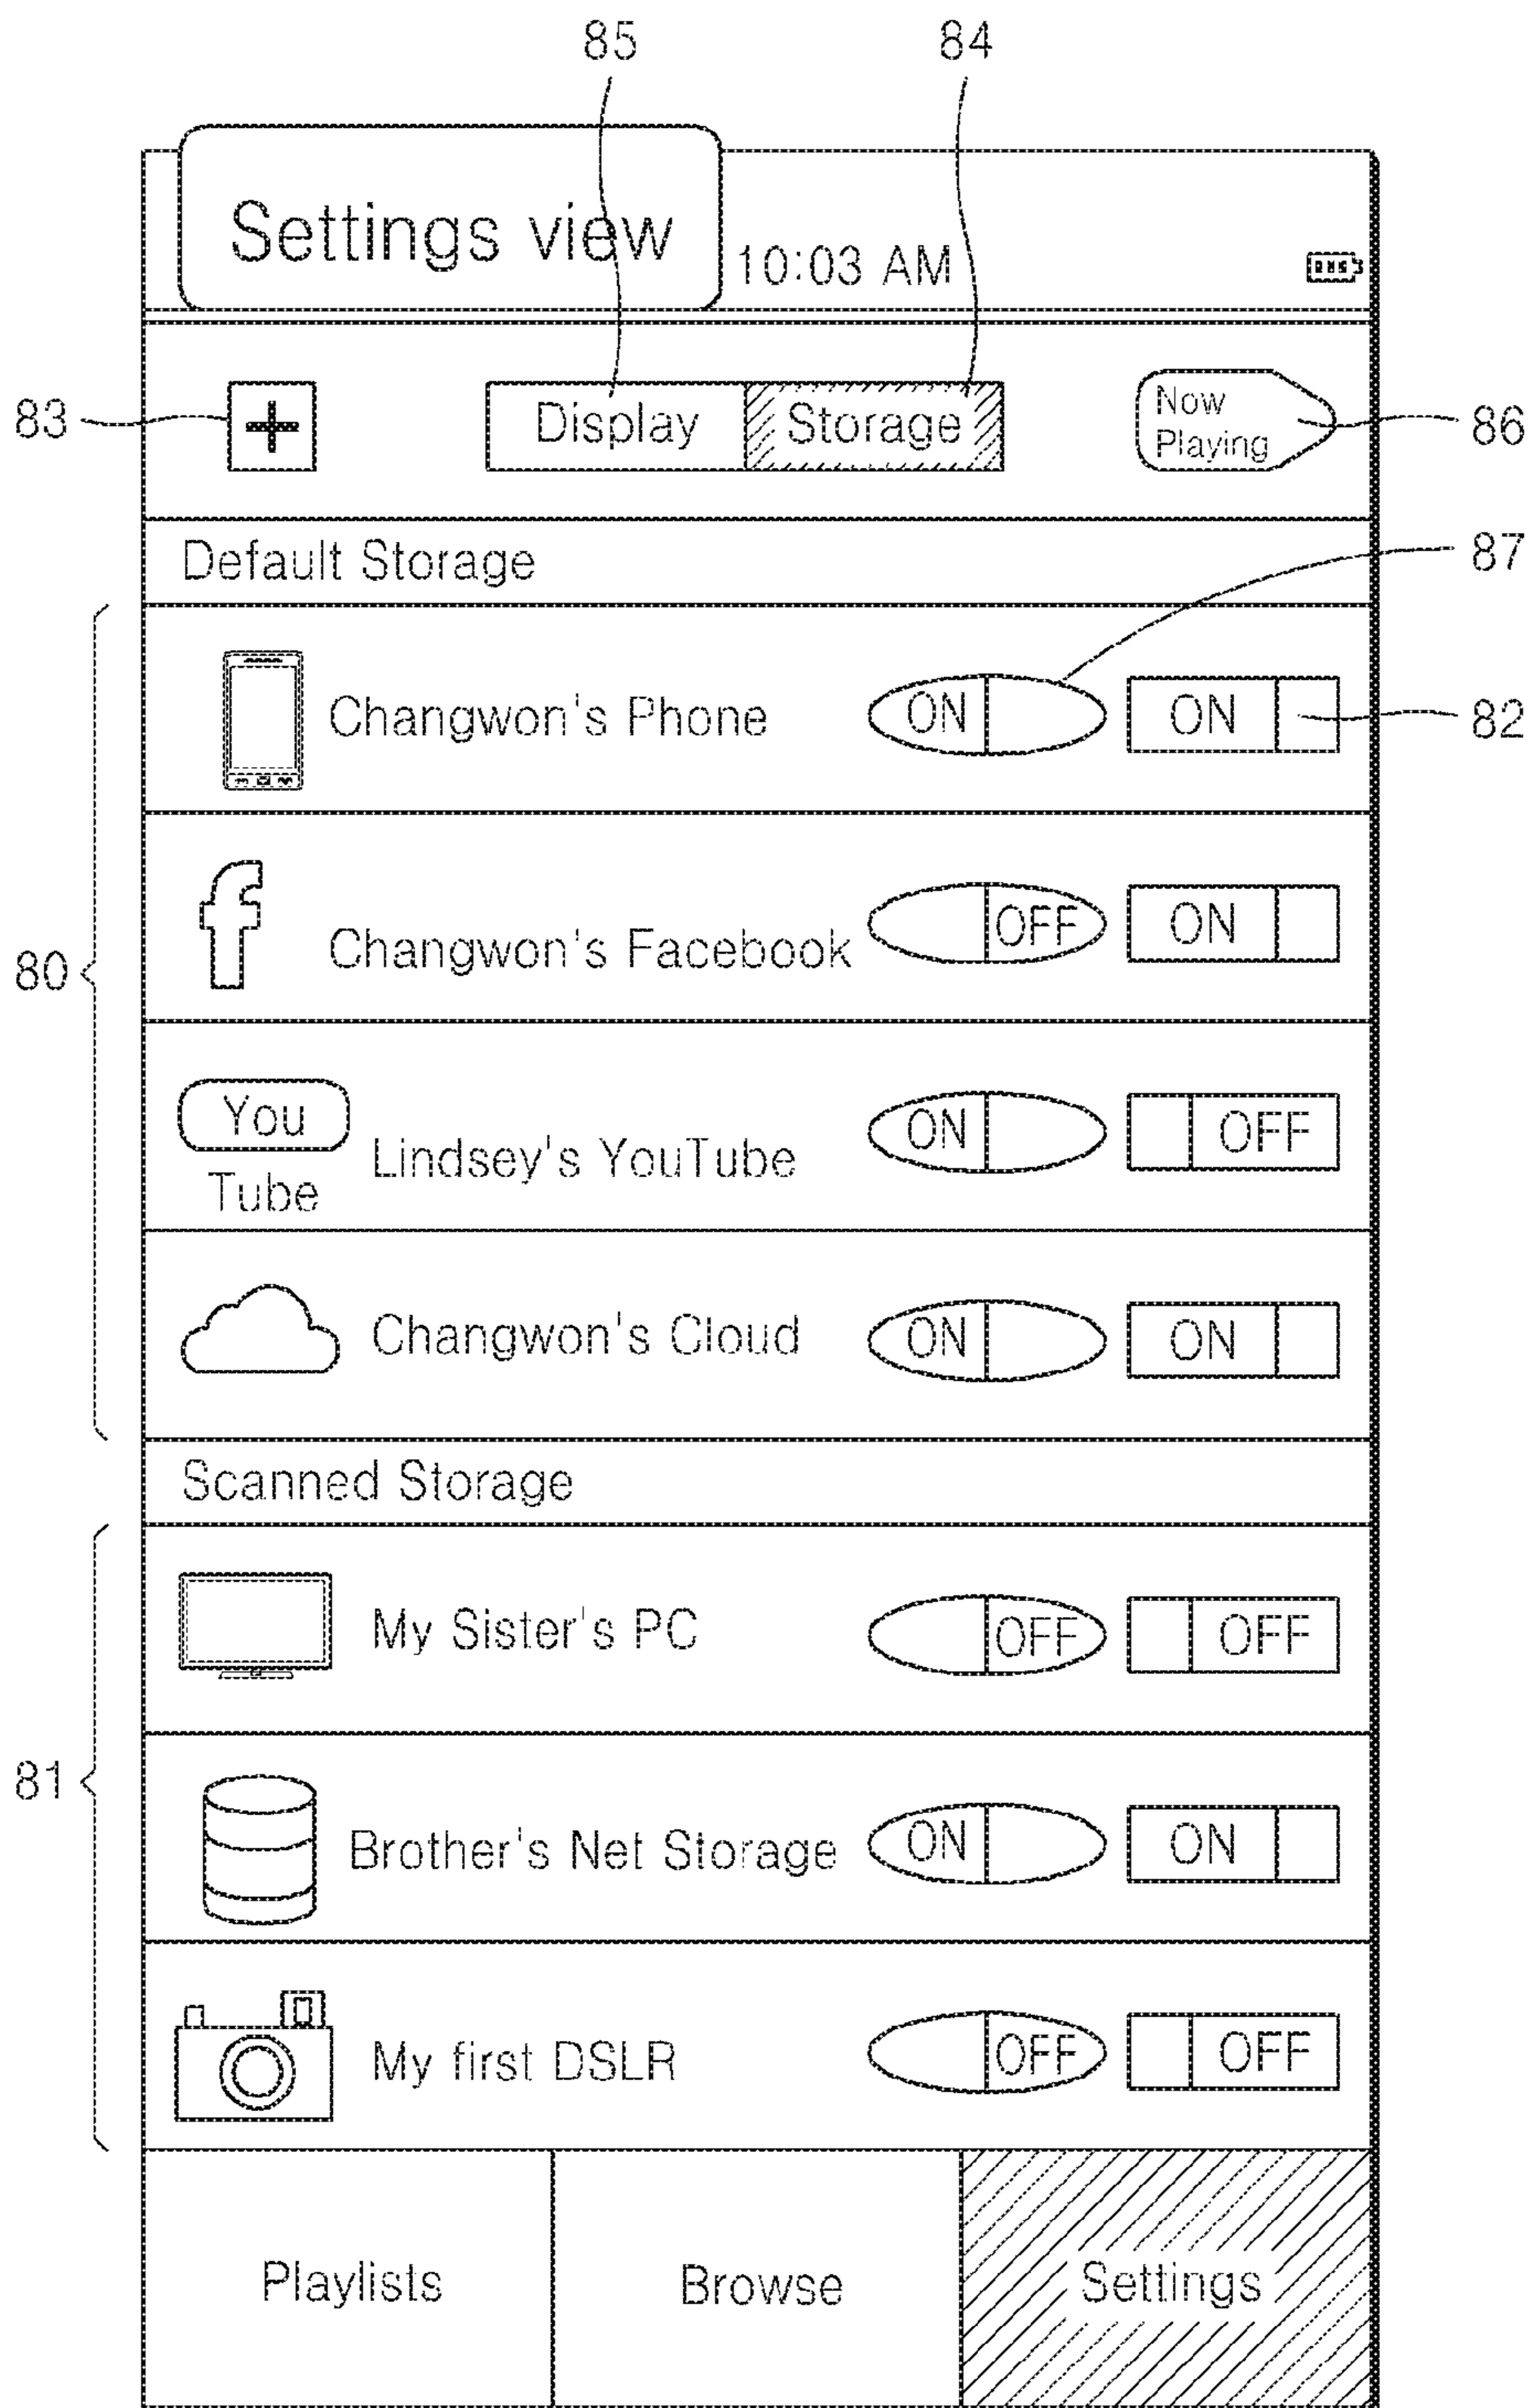 85
84
Settings view
10:03 AM
83
+
Display
Storage
Now
Playing
86
Default Storage
87
Changwon's Phone
ON
ON
82
80
f
Changwon's Facebook
OFF
ON
You
Tube
Lindsey's YouTube
ON
OFF
Changwon's Cloud
ON
ON
Scanned Storage
81
My Sister's PC
OFF
OFF
Brother's Net Storage
ON
ON
My first DSLR
OFF
OFF
Playlists
Browse
Settings